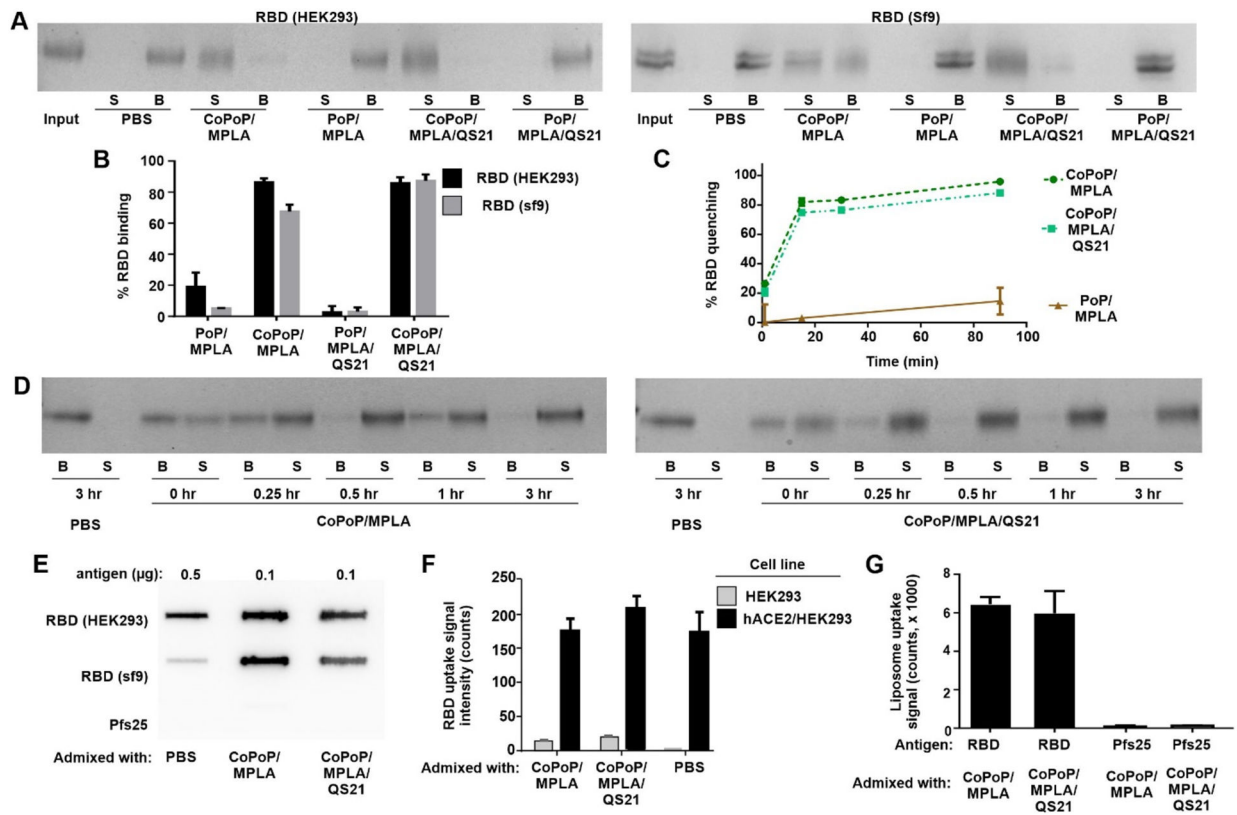 A
RBD (HEK293)
RBD (Sf9)
S B S B S B S B S B
Input PBS CoPoP/ MPLA PoP/ MPLA CoPoP/ MPLA/QS21 PoP/ MPLA/QS21
S B S B S B S B S B
Input PBS CoPoP/ MPLA PoP/ MPLA CoPoP/ MPLA/QS21 PoP/ MPLA/QS21
B
% RBD binding
100
80
60
40
20
0
RBD (HEK293)
RBD (sf9)
PoP/ MPLA
CoPoP/ MPLA
PoP/ MPLA/ QS21
CoPoP/ MPLA/ QS21
C
% RBD quenching
100
80
60
40
20
0
0 20 40 60 80 100
Time (min)
CoPoP/
MPLA
CoPoP/
MPLA/
QS21
PoP/
MPLA
D
B S B S B S B S B S B S
3 hr 0 hr 0.25 hr 0.5 hr 1 hr 3 hr
PBS CoPoP/MPLA
B S B S B S B S B S B S
3 hr 0 hr 0.25 hr 0.5 hr 1 hr 3 hr
PBS CoPoP/MPLA/QS21
E
antigen (µg): 0.5 0.1 0.1
RBD (HEK293)
RBD (sf9)
Pfs25
Admixed with: PBS CoPoP/ MPLA CoPoP/ MPLA/ QS21
F
RBD uptake signal
intensity (counts)
250
200
150
100
50
0
Cell line
HEK293
hACE2/HEK293
Admixed with: CoPoP/ MPLA CoPoP/ MPLA/ QS21 PBS
G
Liposome uptake
signal (counts, x 1000)
8
6
4
2
0
Antigen: RBD RBD Pfs25 Pfs25
Admixed with: CoPoP/ MPLA CoPoP/ MPLA/ QS21 CoPoP/ MPLA CoPoP/ MPLA/ QS21